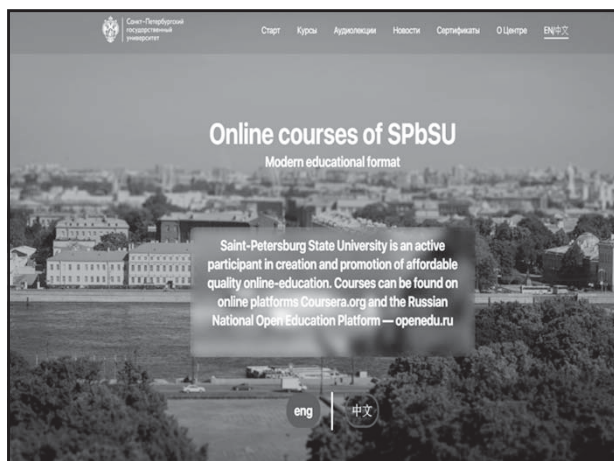 Санкт-Петербургский
государственный
университет
Старт Курсы Аудиолекции Новости Сертификаты О Центре EN|中文
Online courses of SPbSU
Modern educational format
Saint-Petersburg State University is an active
participant in creation and promotion of affordable
quality online-education. Courses can be found on
online platforms Coursera.org and the Russian
National Open Education Platform — openedu.ru
eng 中文